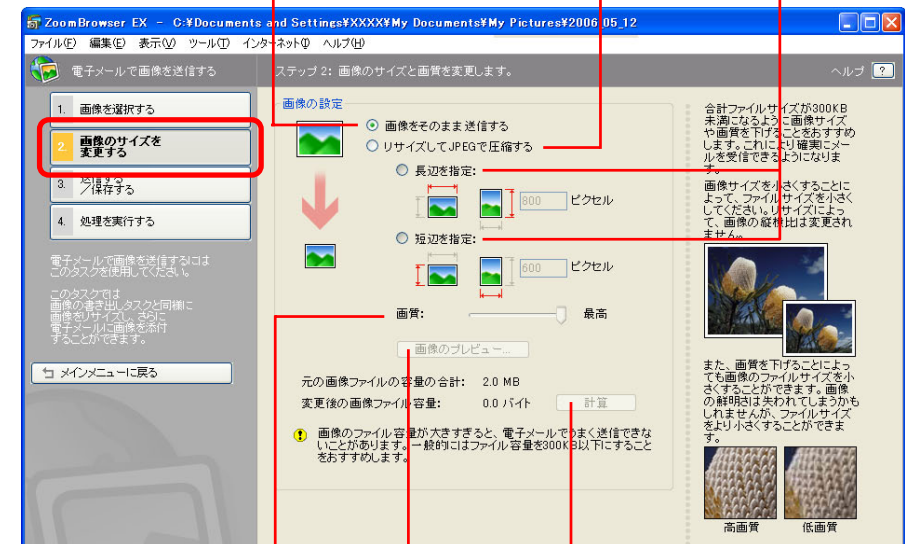 ZoomBrowser EX - C:¥Documents and Settings¥XXXX¥My Documents¥My Pictures¥2006_05_12
ファイル(F) 編集(E) 表示(V) ツール(T) インターネット(I) ヘルプ(H)
電子メールで画像を送信する
ステップ 2: 画像のサイズと画質を変更します。
ヘルプ ?
1. 画像を選択する
2. 画像のサイズを
変更する
3. 送信する
／保存する
4. 処理を実行する
電子メールで画像を送信するには
このタスクを使用してください。
このタスクでは
画像の書き出しタスクと同様に
画像をリサイズし、さらに
電子メールに画像を添付
することができます。
メインメニューに戻る
画像の設定
画像をそのまま送信する
リサイズしてJPEGで圧縮する
長辺を指定:
800 ピクセル
短辺を指定:
600 ピクセル
画質: 最高
画像のプレビュー...
元の画像ファイルの容量の合計: 2.0 MB
変更後の画像ファイル容量: 0.0 バイト 計算
画像のファイル容量が大きすぎると、電子メールでうまく送信できな
いことがあります。一般的にはファイル容量を300KB以下にすること
をおすすめします。
合計ファイルサイズが300KB
未満になるように画像サイズ
や画質を下げることをおすすめ
します。これにより確実にメー
ルを受信できるようになりま
す。
画像サイズを小さくすることに
よって、ファイルサイズを小さく
してください。リサイズによっ
て、画像の縦横比は変更され
ません。
また、画質を下げることによっ
ても画像のファイルサイズを小
さくすることができます。画像
の鮮明さは失われてしまうかも
しれませんが、ファイルサイズ
をより小さくすることができま
す。
高画質 低画質